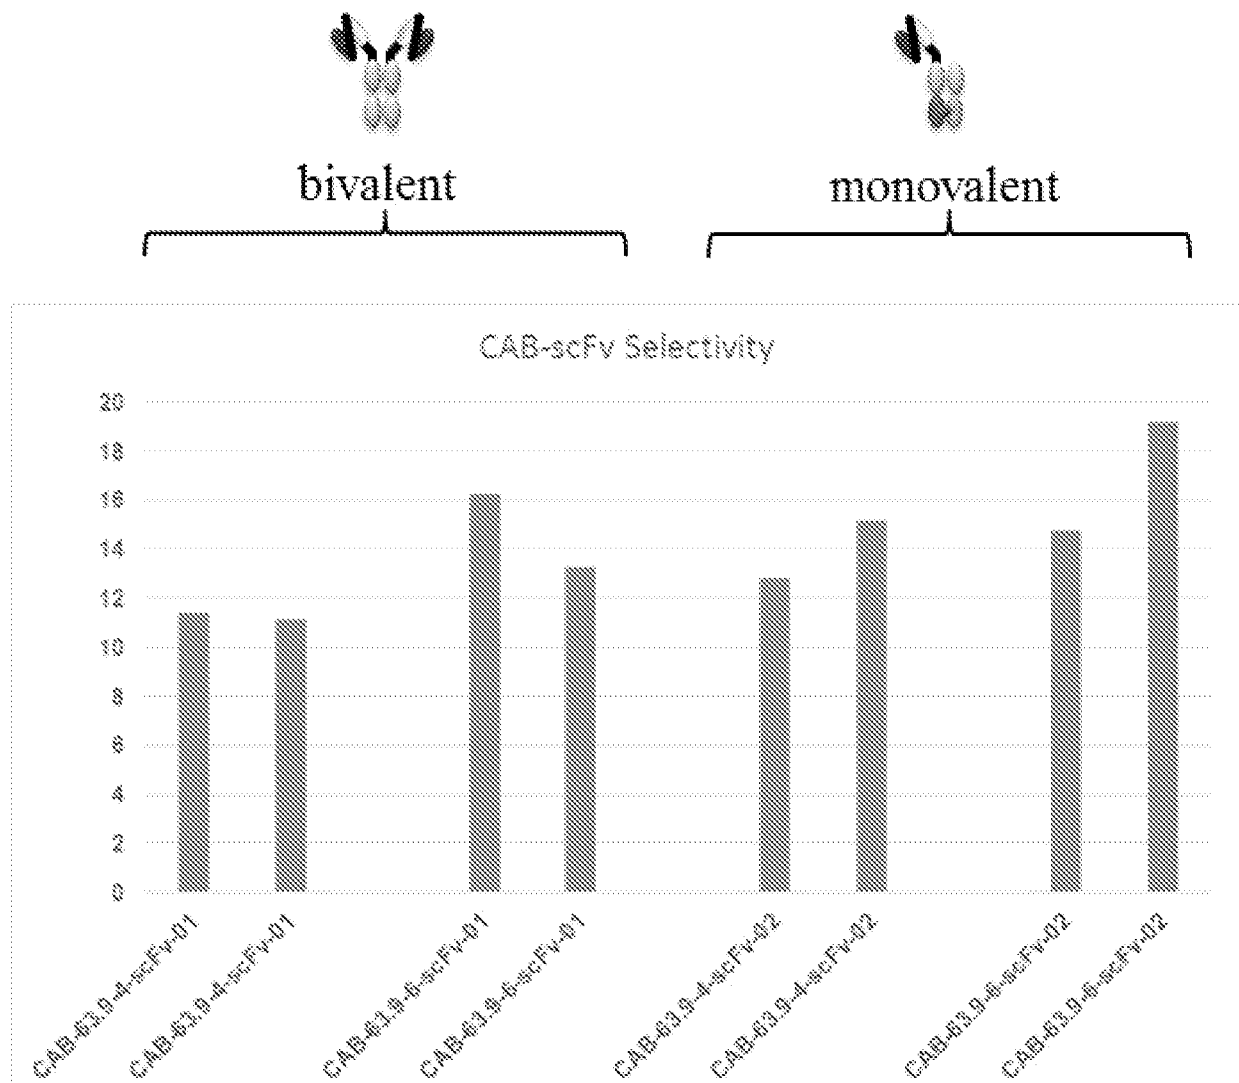 bivalent
monovalent
CAB-scFv Selectivity
20
18
16
14
12
10
8
6
4
2
0
CAB-63.9-4-scFv-01
CAB-63.9-4-scFv-01
CAB-63.9-6-scFv-01
CAB-63.9-6-scFv-01
CAB-63.9-4-scFv-02
CAB-63.9-4-scFv-02
CAB-63.9-6-scFv-02
CAB-63.9-6-scFv-02